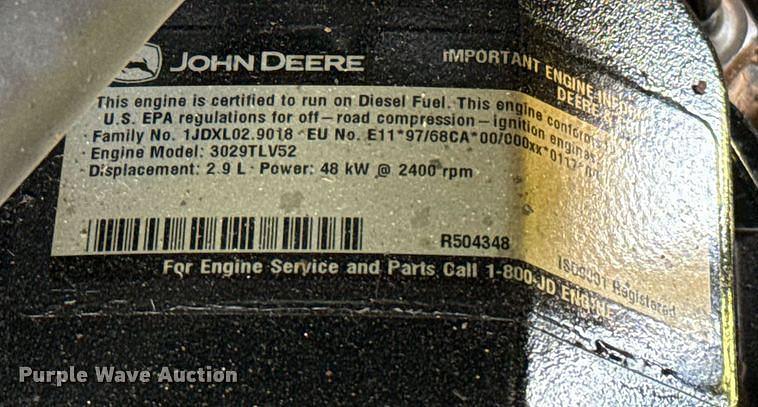 JOHN DEERE
IMPORTANT ENGINE
DEERE
This engine is certified to run on Diesel Fuel. This engine conforms
U.S. EPA regulations for off-road compression-ignition engines
· Family No. 1JDXL02.9018 · EU No. E11*97/68CA*00/000xx*0117*
· Engine Model: 3029TLV52
· Displacement: 2.9 L · Power: 48 kW @ 2400 rpm
R504348
ISO9001 Registered
For Engine Service and Parts Call 1-800-JD ENGINE
Purple Wave Auction